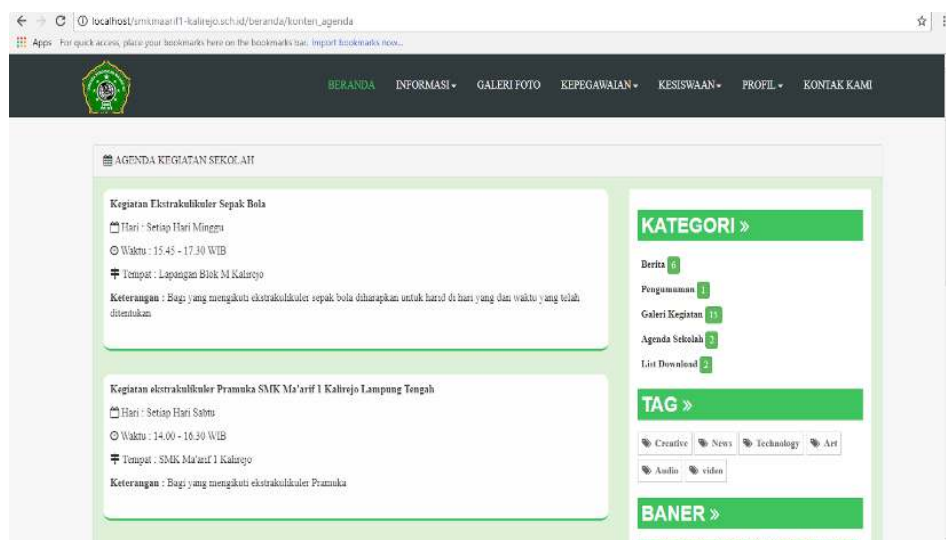 localhost/smkmaarif1-kalirejo.sch.id/beranda/konten_agenda
Apps For quick access, place your bookmarks here on the bookmarks bar. Import bookmarks now...
BERANDA INFORMASI GALERI FOTO KEPEGAWAIAN KESISWAAN PROFIL KONTAK KAMI
AGENDA KEGIATAN SEKOLAH
Kegiatan Ekstrakulikuler Sepak Bola
Hari : Setiap Hari Minggu
Waktu : 15.45 - 17.30 WIB
Tempat : Lapangan Blok M Kalirejo
Keterangan : Bagi yang mengikuti ekstrakulikuler sepak bola diharapkan untuk harid di hari yang dan waktu yang telah
ditentukan
Kegiatan ekstrakulikuler Pramuka SMK Ma'arif 1 Kalirejo Lampung Tengah
Hari : Setiap Hari Sabtu
Waktu : 14.00 - 16.30 WIB
Tempat : SMK Ma'arif 1 Kalirejo
Keterangan : Bagi yang mengikuti ekstrakulikuler Pramuka
KATEGORI »
Berita 6
Pengumuman 1
Galeri Kegiatan 15
Agenda Sekolah 2
List Download 2
TAG »
Creative News Technology Art
Audio video
BANER »